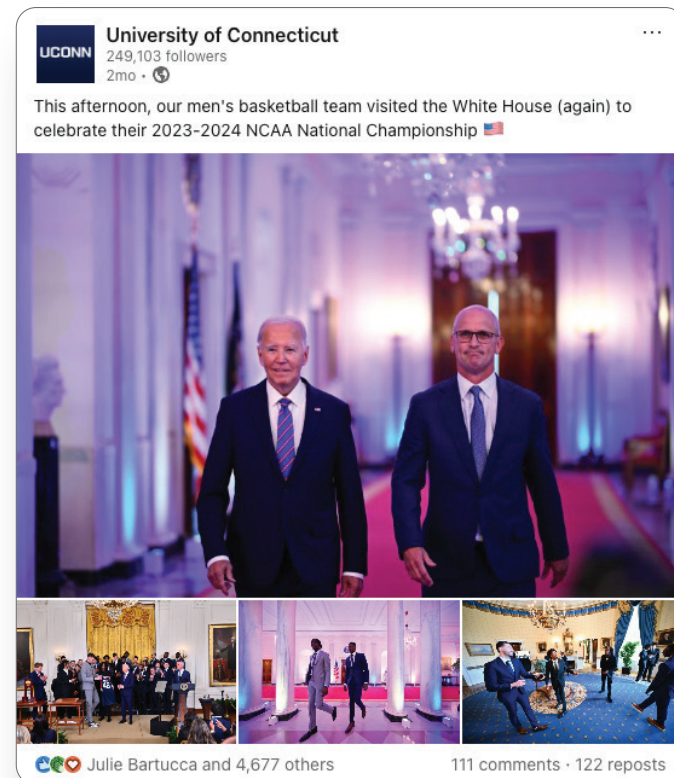 UCONN
University of Connecticut
249,103 followers
2mo •
This afternoon, our men's basketball team visited the White House (again) to
celebrate their 2023-2024 NCAA National Championship 🇺🇸
Julie Bartucca and 4,677 others
111 comments · 122 reposts